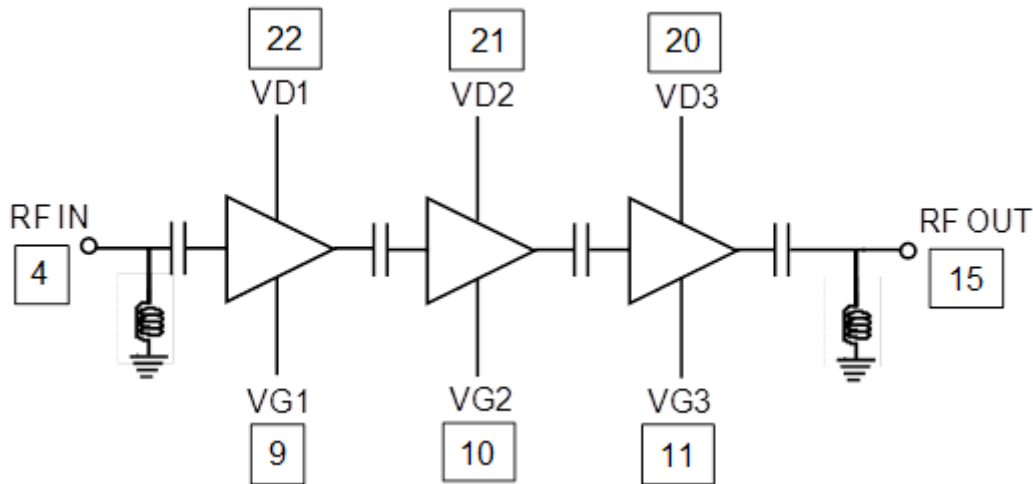 22
21
20
VD1
VD2
VD3
RF IN
RF OUT
4
15
VG1
VG2
VG3
9
10
11